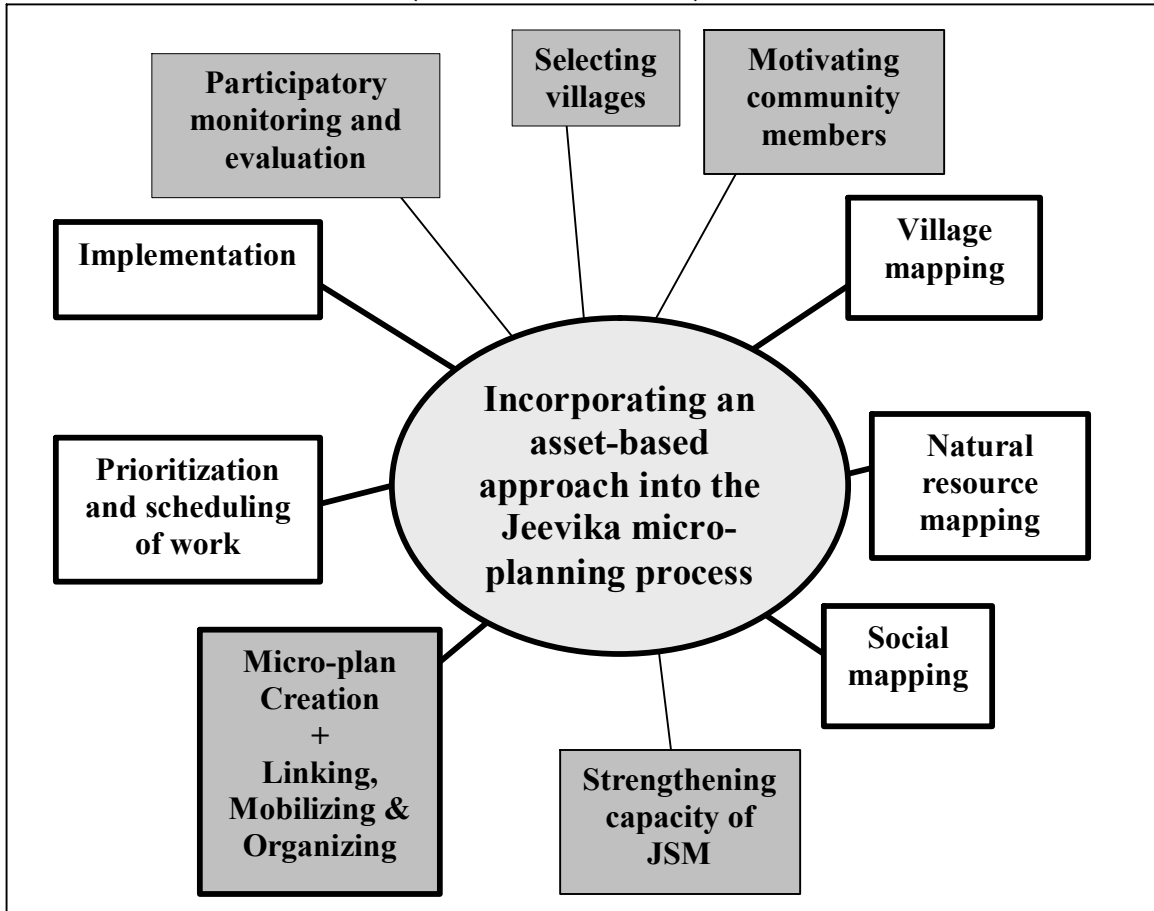 Participatory
monitoring and
evaluation
Selecting
villages
Motivating
community
members
Implementation
Village
mapping
Incorporating an
asset-based
approach into the
Jeevika micro-
planning process
Prioritization
and scheduling
of work
Natural
resource
mapping
Micro-plan
Creation
+
Linking,
Mobilizing &
Organizing
Social
mapping
Strengthening
capacity of
JSM